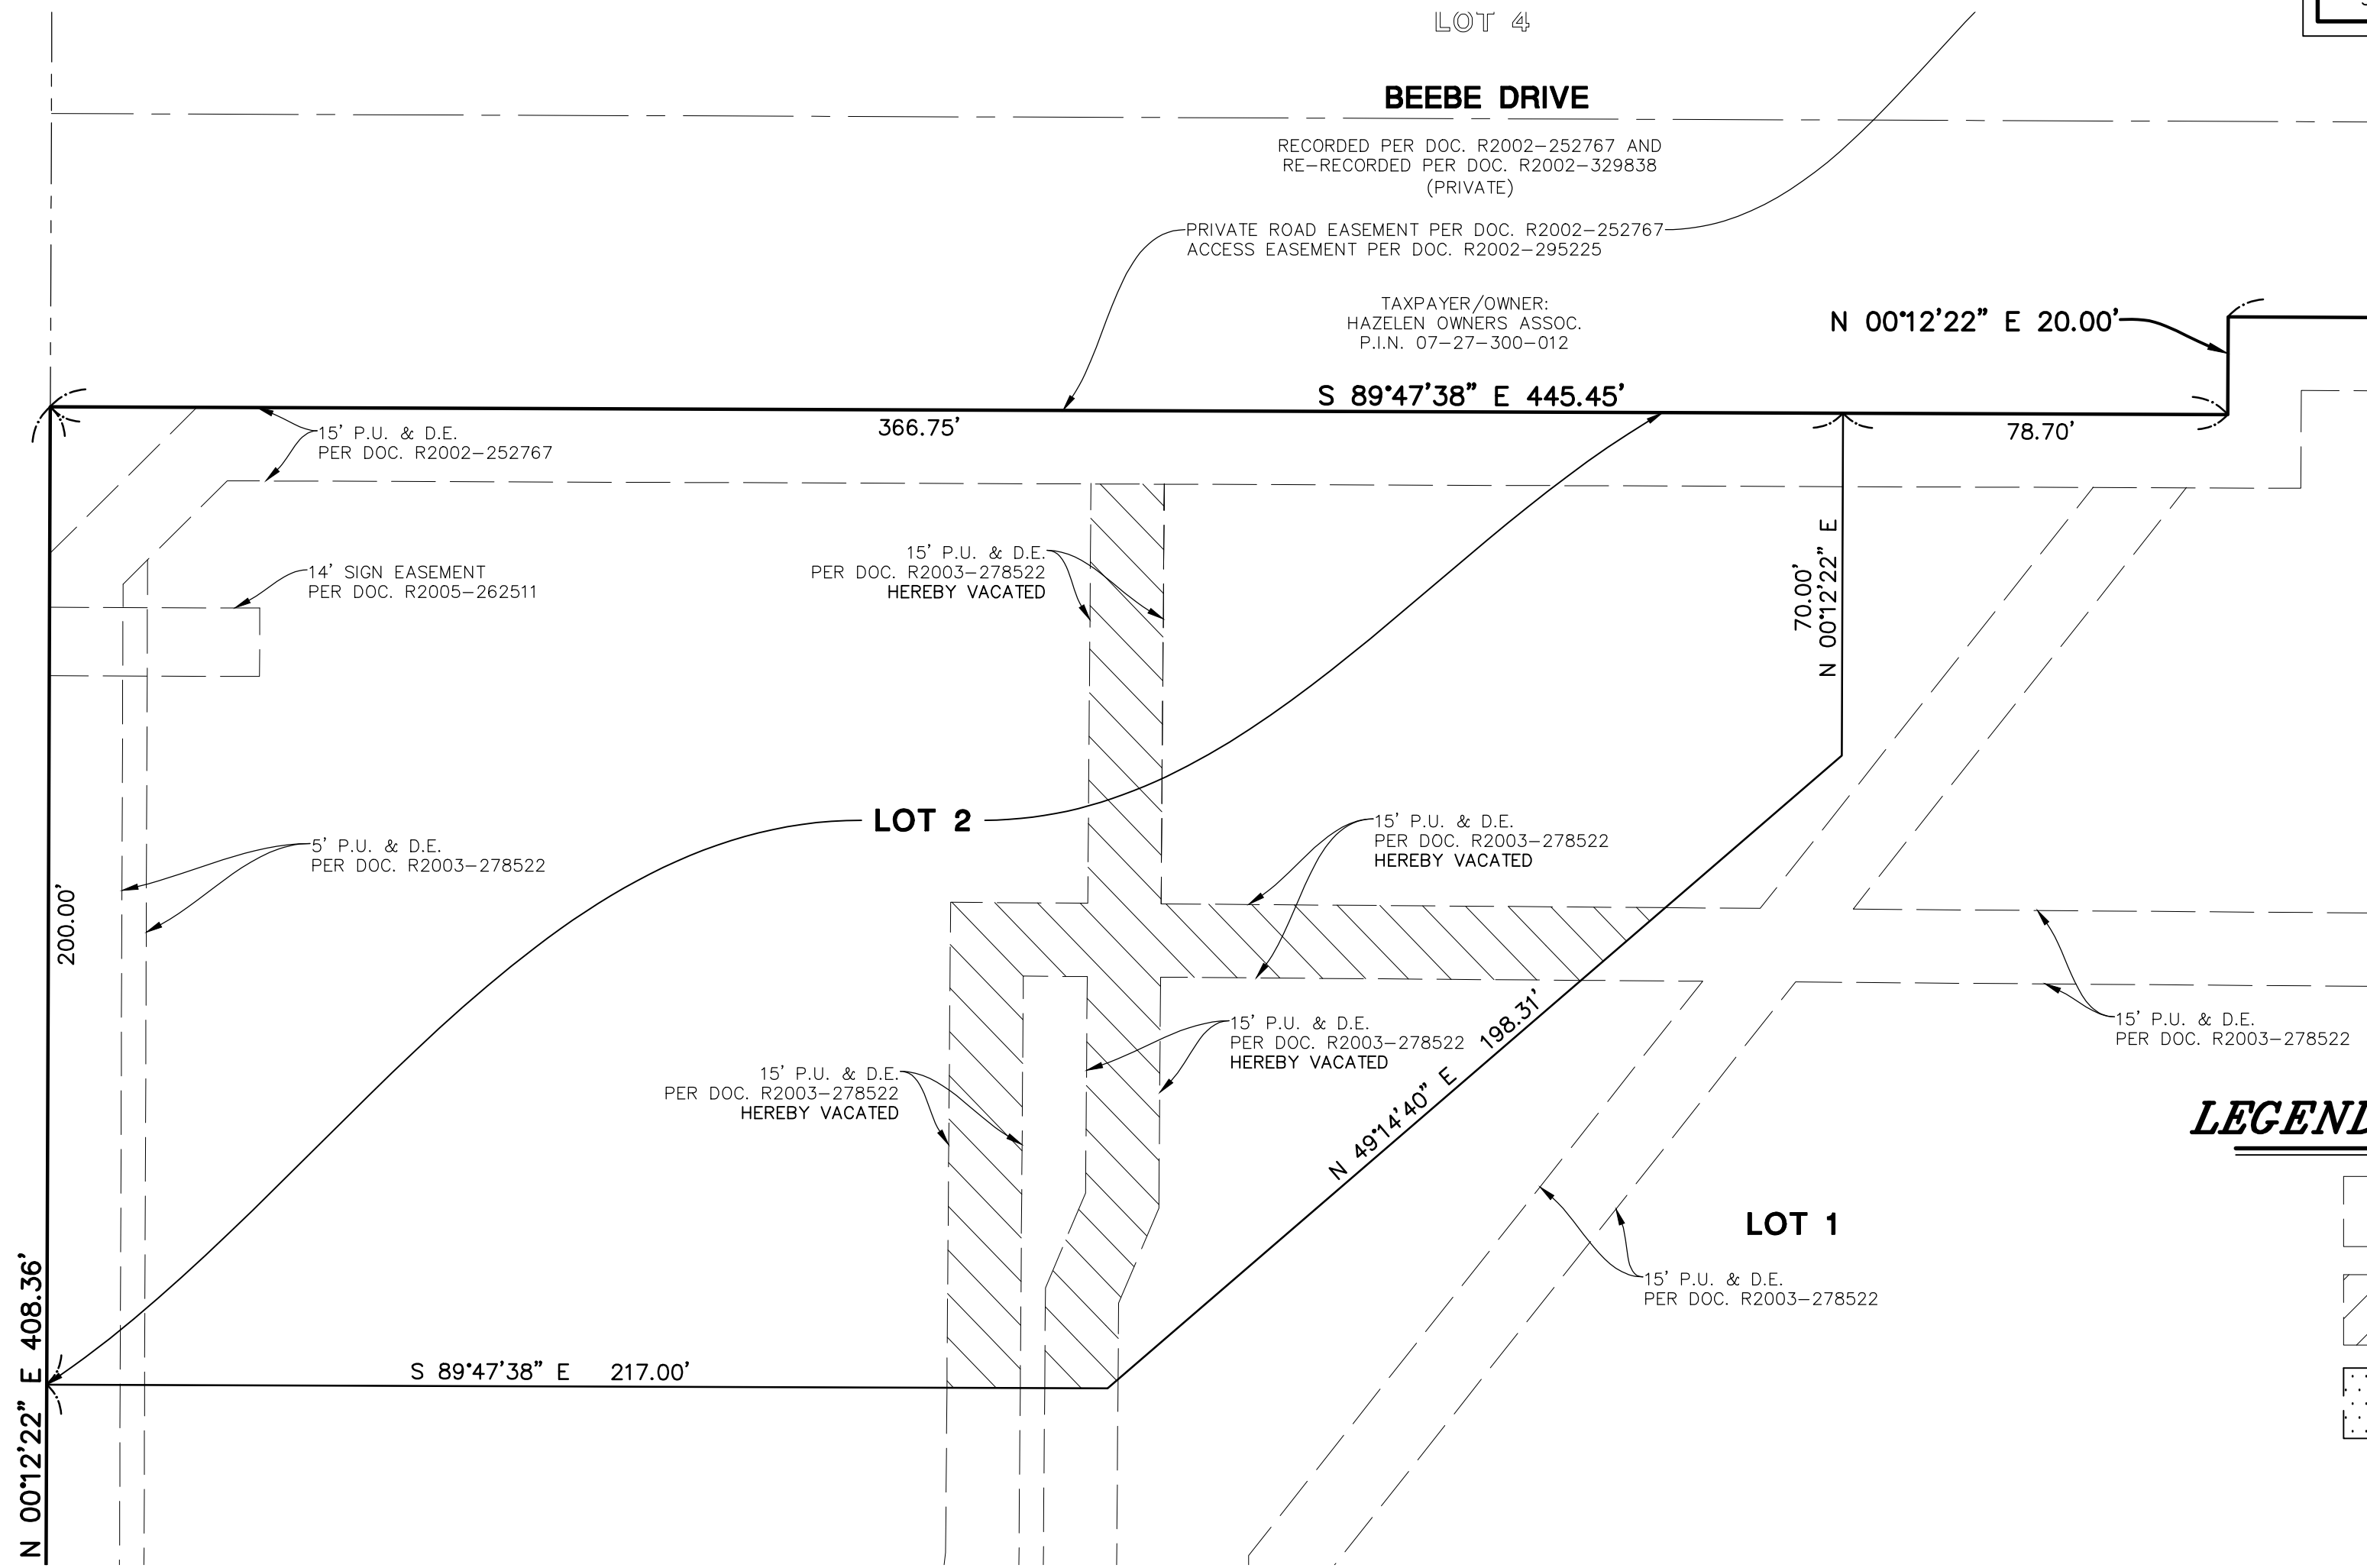 LOT 4
BEEBE DRIVE
RECORDED PER DOC. R2002-252767 AND
RE-RECORDED PER DOC. R2002-329838
(PRIVATE)
PRIVATE ROAD EASEMENT PER DOC. R2002-252767
ACCESS EASEMENT PER DOC. R2002-295225
TAXPAYER/OWNER:
HAZELEN OWNERS ASSOC.
P.I.N. 07-27-300-012
N 00°12'22" E 20.00'
S 89°47'38" E 445.45'
366.75'
78.70'
15' P.U. & D.E.
PER DOC. R2002-252767
14' SIGN EASEMENT
PER DOC. R2005-262511
15' P.U. & D.E.
PER DOC. R2003-278522
HEREBY VACATED
70.00'
N 00°12'22" E
LOT 2
15' P.U. & D.E.
PER DOC. R2003-278522
HEREBY VACATED
5' P.U. & D.E.
PER DOC. R2003-278522
200.00'
15' P.U. & D.E.
PER DOC. R2003-278522
HEREBY VACATED
N 49°14'40" E 198.31'
15' P.U. & D.E.
PER DOC. R2003-278522
15' P.U. & D.E.
PER DOC. R2003-278522
HEREBY VACATED
LEGEND
LOT 1
15' P.U. & D.E.
PER DOC. R2003-278522
S 89°47'38" E 217.00'
N 00°12'22" E 408.36'